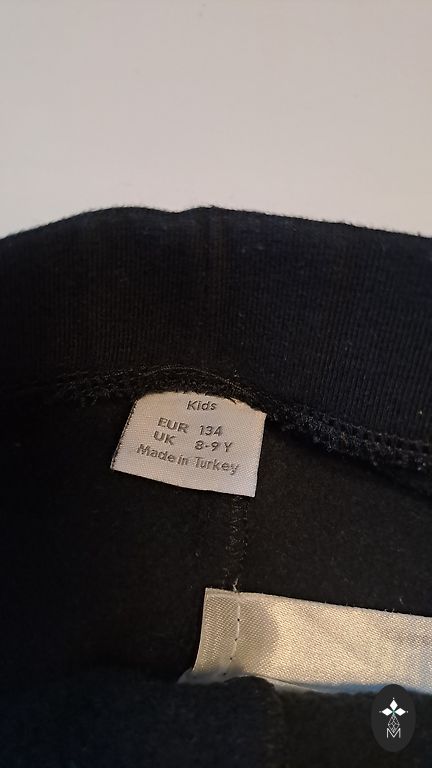 Kids
EUR 134
UK 8-9 Y
Made in Turkey
M